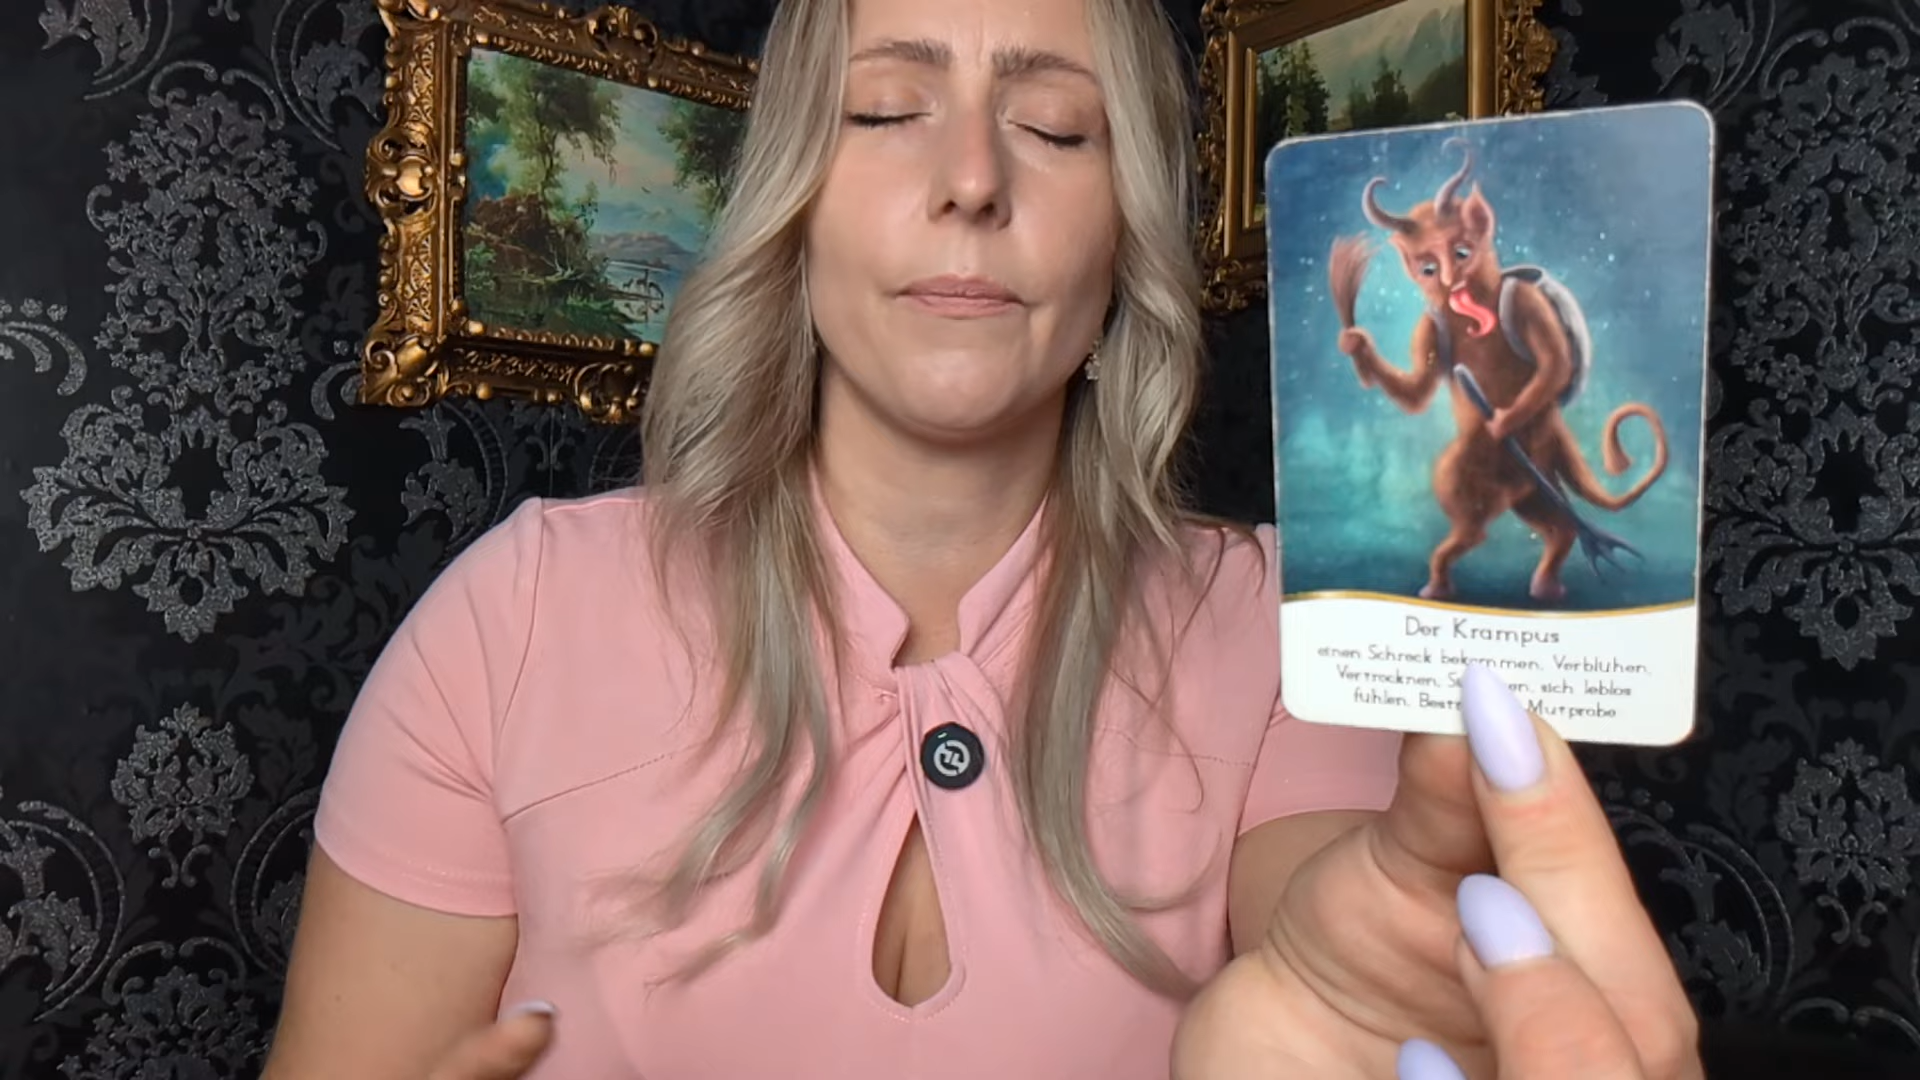 Der Krampus
einen Schreck bekommen, Verblühen,
Vertrocknen, sich leblos
fühlen, Mutprobe